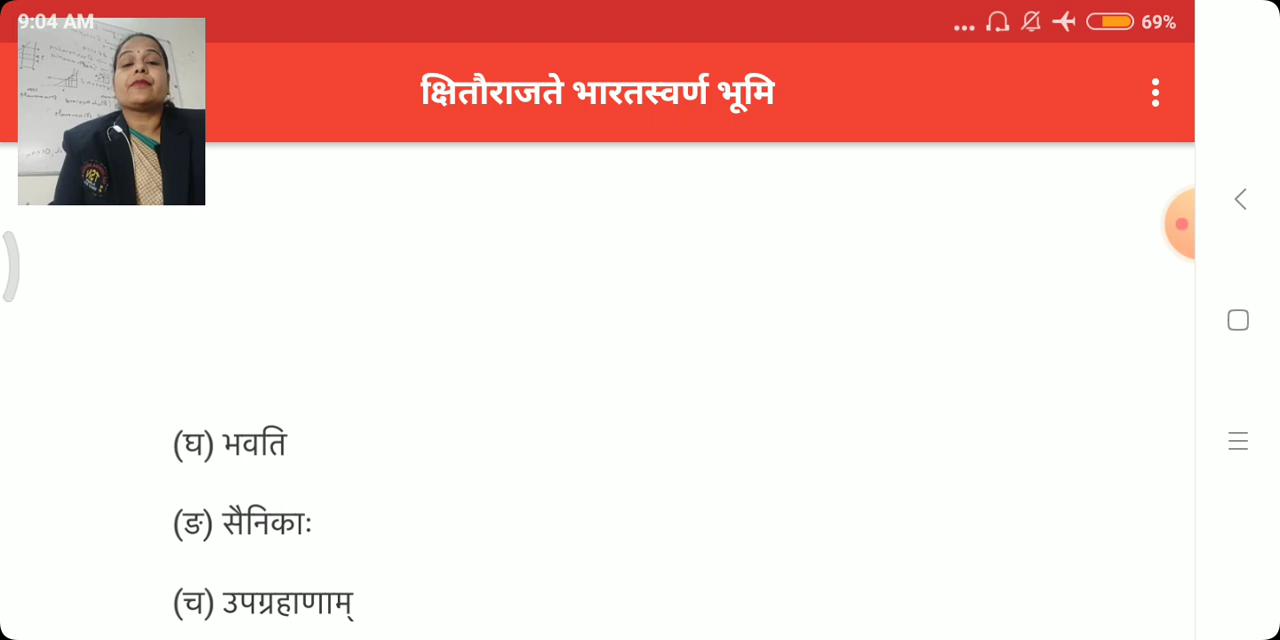 9:04 AM
69%
क्षितौराजते भारतस्वर्ण भूमि
(घ) भवति
(ङ) सैनिकाः
(च) उपग्रहाणाम्